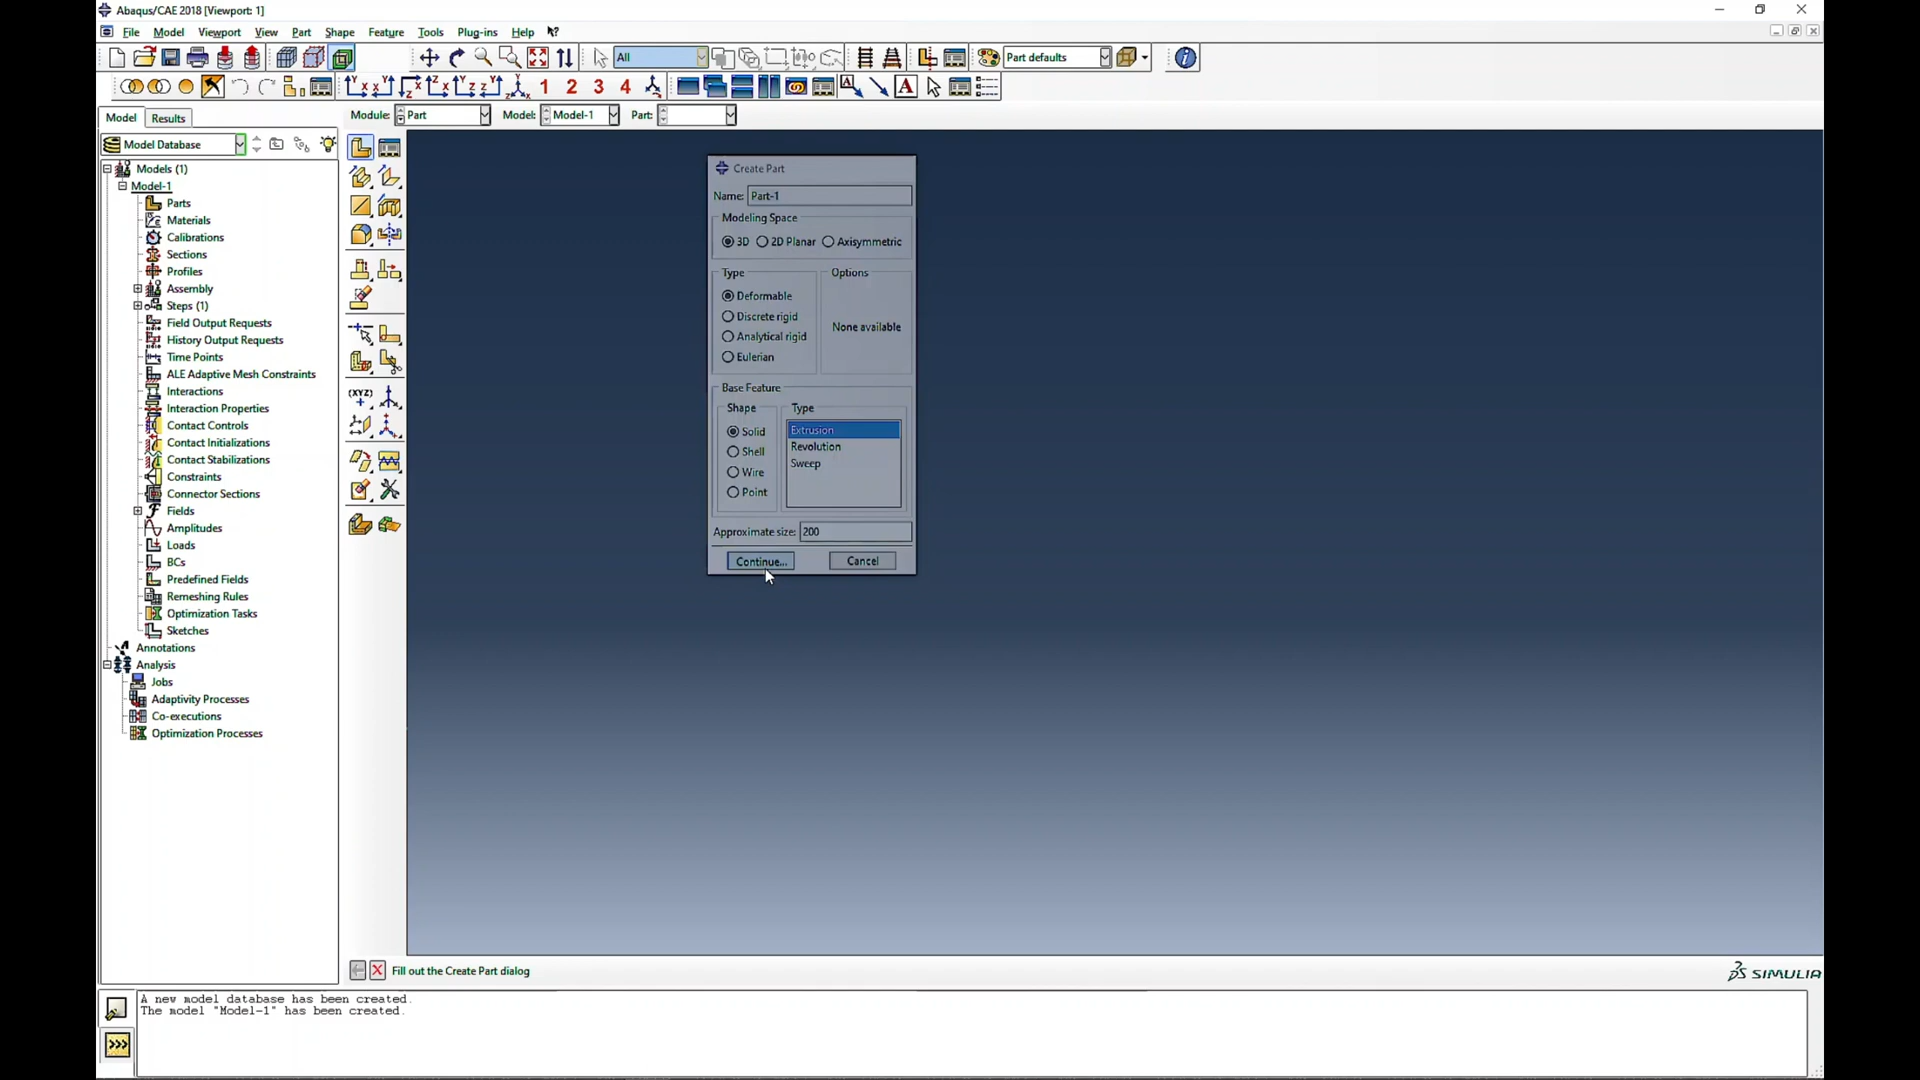 Abaqus/CAE 2018 [Viewport: 1]
File Model Viewport View Part Shape Feature Tools Plug-ins Help
All
Part defaults
1 2 3 4
Model Results
Module: Part Model: Model-1 Part:
Model Database
Models (1)
Model-1
Parts
Materials
Calibrations
Sections
Profiles
Assembly
Steps (1)
Field Output Requests
History Output Requests
Time Points
ALE Adaptive Mesh Constraints
Interactions
Interaction Properties
Contact Controls
Contact Initializations
Contact Stabilizations
Constraints
Connector Sections
Fields
Amplitudes
Loads
BCs
Predefined Fields
Remeshing Rules
Optimization Tasks
Sketches
Annotations
Analysis
Jobs
Adaptivity Processes
Co-executions
Optimization Processes
(XYZ)
Create Part
Name: Part-1
Modeling Space
3D 2D Planar Axisymmetric
Type
Deformable
Discrete rigid
Analytical rigid
Eulerian
Options
None available
Base Feature
Shape
Solid
Shell
Wire
Point
Type
Extrusion
Revolution
Sweep
Approximate size: 200
Continue... Cancel
Fill out the Create Part dialog
SIMULIA
A new model database has been created.
The model "Model-1" has been created.
>>>